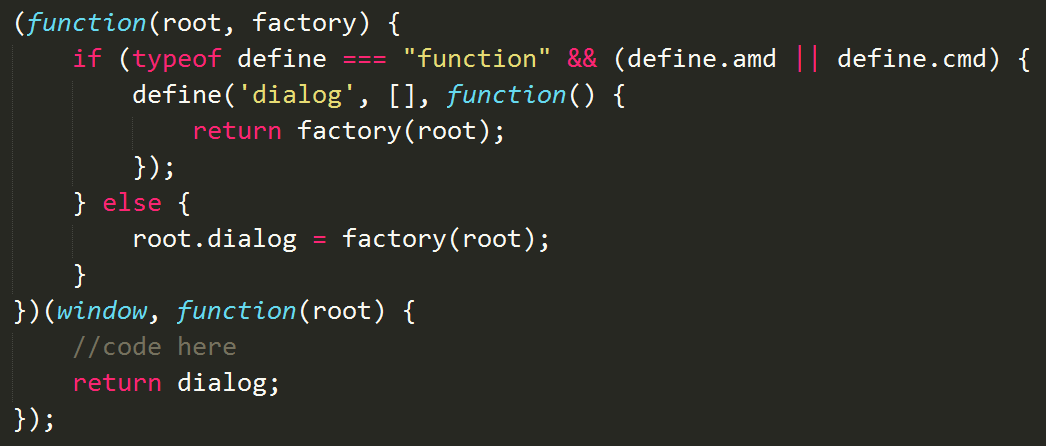 (function(root, factory) {
    if (typeof define === "function" && (define.amd || define.cmd) {
        define('dialog', [], function() {
            return factory(root);
        });
    } else {
        root.dialog = factory(root);
    }
})(window, function(root) {
    //code here
    return dialog;
});